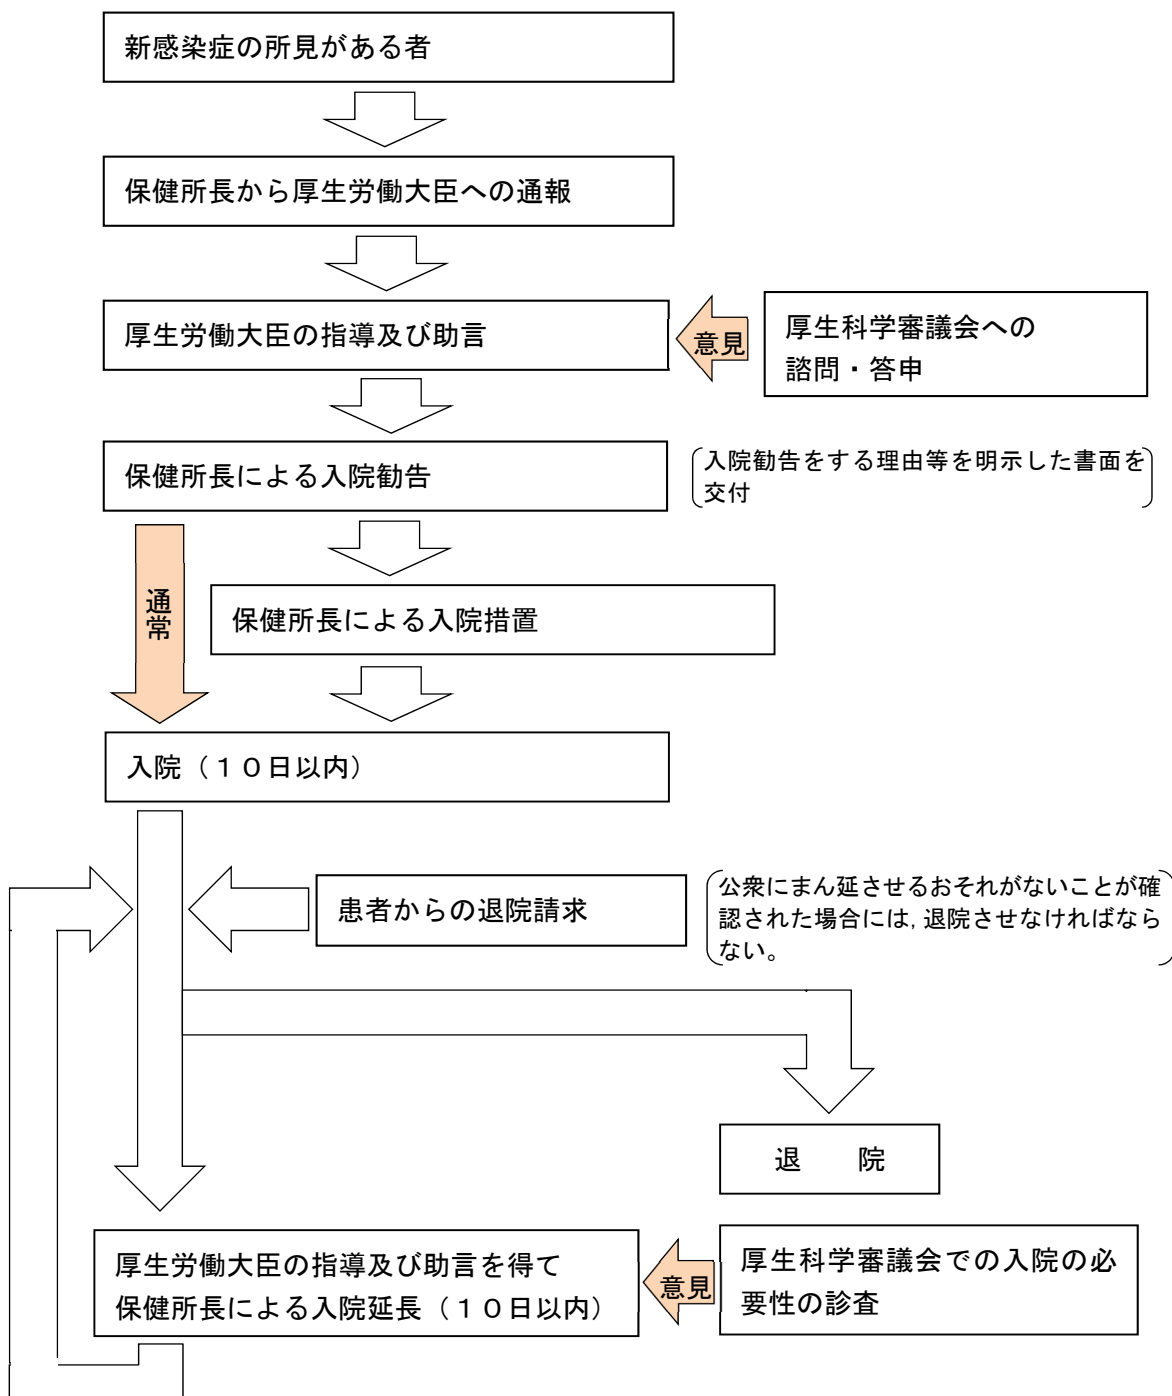 新感染症の所見がある者
保健所長から厚生労働大臣への通報
厚生労働大臣の指導及び助言
意見
厚生科学審議会への
諮問・答申
保健所長による入院勧告
入院勧告をする理由等を明示した書面を
交付
通常
保健所長による入院措置
入院（１０日以内）
患者からの退院請求
公衆にまん延させるおそれがないことが確
認された場合には，退院させなければなら
ない。
退　　院
厚生労働大臣の指導及び助言を得て
保健所長による入院延長（１０日以内）
意見
厚生科学審議会での入院の必
要性の診査